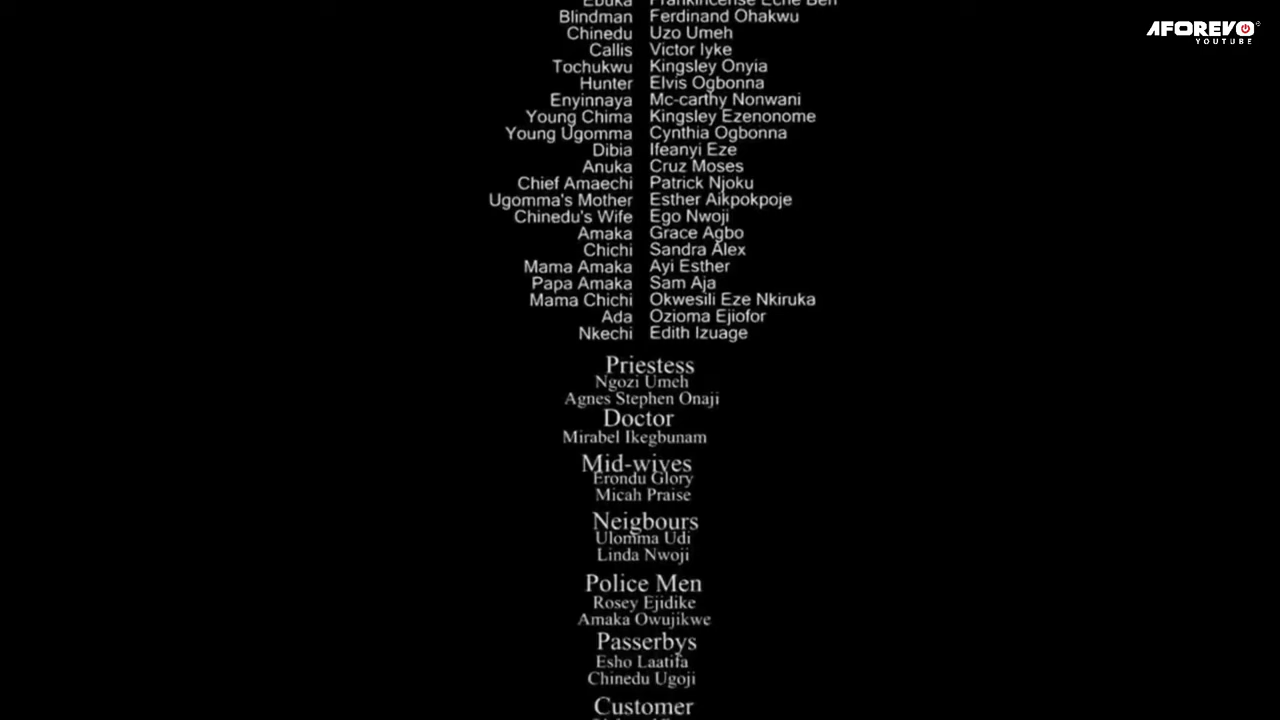 Ebuka Frankincense Eche Ben
AFOREVO
YOUTUBE
Blindman Ferdinand Ohakwu
Chinedu Uzo Umeh
Callis Victor Iyke
Tochukwu Kingsley Onyia
Hunter Elvis Ogbonna
Enyinnaya Mc-carthy Nonwani
Young Chima Kingsley Ezenonome
Young Ugomma Cynthia Ogbonna
Dibia Ifeanyi Eze
Anuka Cruz Moses
Chief Amaechi Patrick Njoku
Ugomma's Mother Esther Aikpokpoje
Chinedu's Wife Ego Nwoji
Amaka Grace Agbo
Chichi Sandra Alex
Mama Amaka Ayi Esther
Papa Amaka Sam Aja
Mama Chichi Okwesili Eze Nkiruka
Ada Ozioma Ejiofor
Nkechi Edith Izuage
Priestess
Ngozi Umeh
Agnes Stephen Onaji
Doctor
Mirabel Ikegbunam
Mid-wives
Erondu Glory
Micah Praise
Neigbours
Ulomma Udi
Linda Nwoji
Police Men
Rosey Ejidike
Amaka Owujikwe
Passerbys
Esho Laatifa
Chinedu Ugoji
Customer